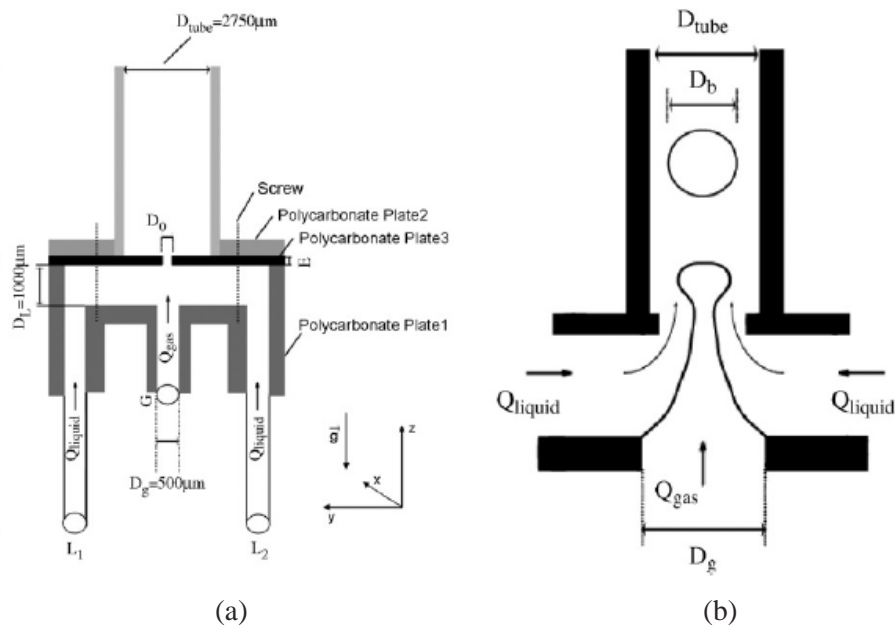 D_tube=2750μm
Screw
Polycarbonate Plate2
D_o
Polycarbonate Plate3
E
D_L=1000μm
Q_gas
Polycarbonate Plate1
G
Q_liquid
Q_liquid
D_g=500μm
g
z
x
y
L_1
L_2
(a)
D_tube
D_b
Q_liquid
Q_liquid
Q_gas
D_g
(b)